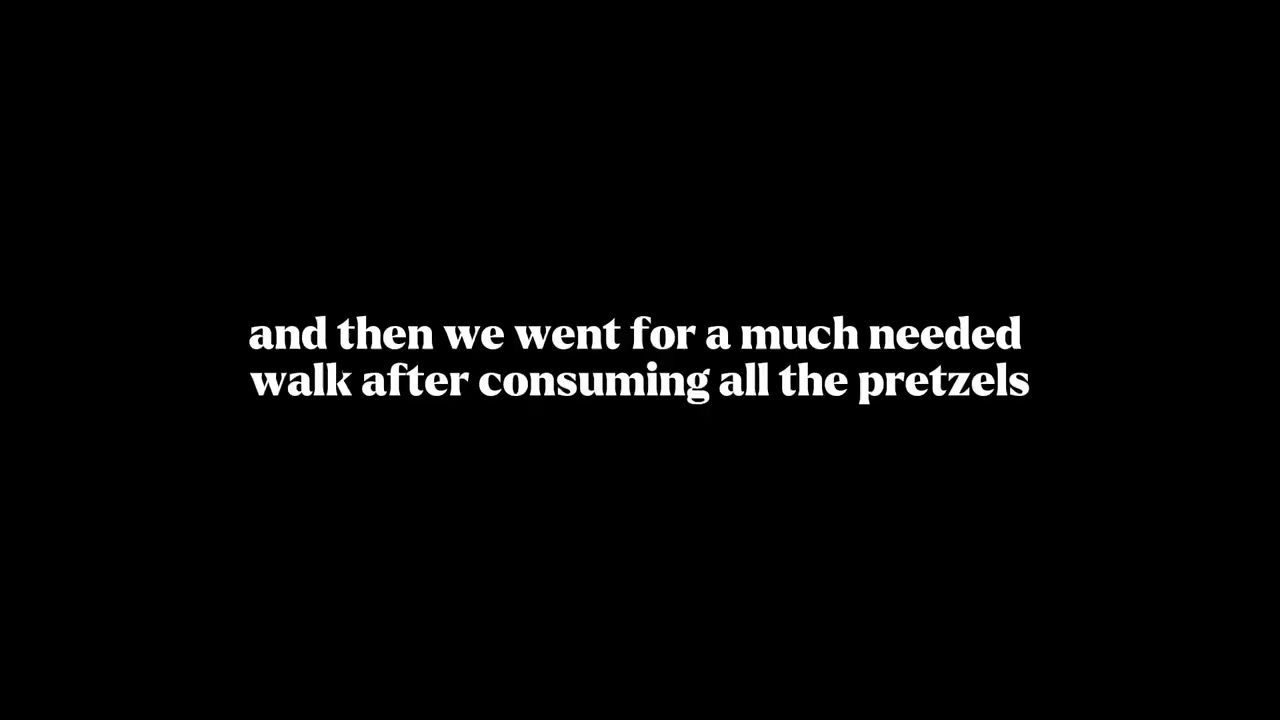 and then we went for a much needed
walk after consuming all the pretzels